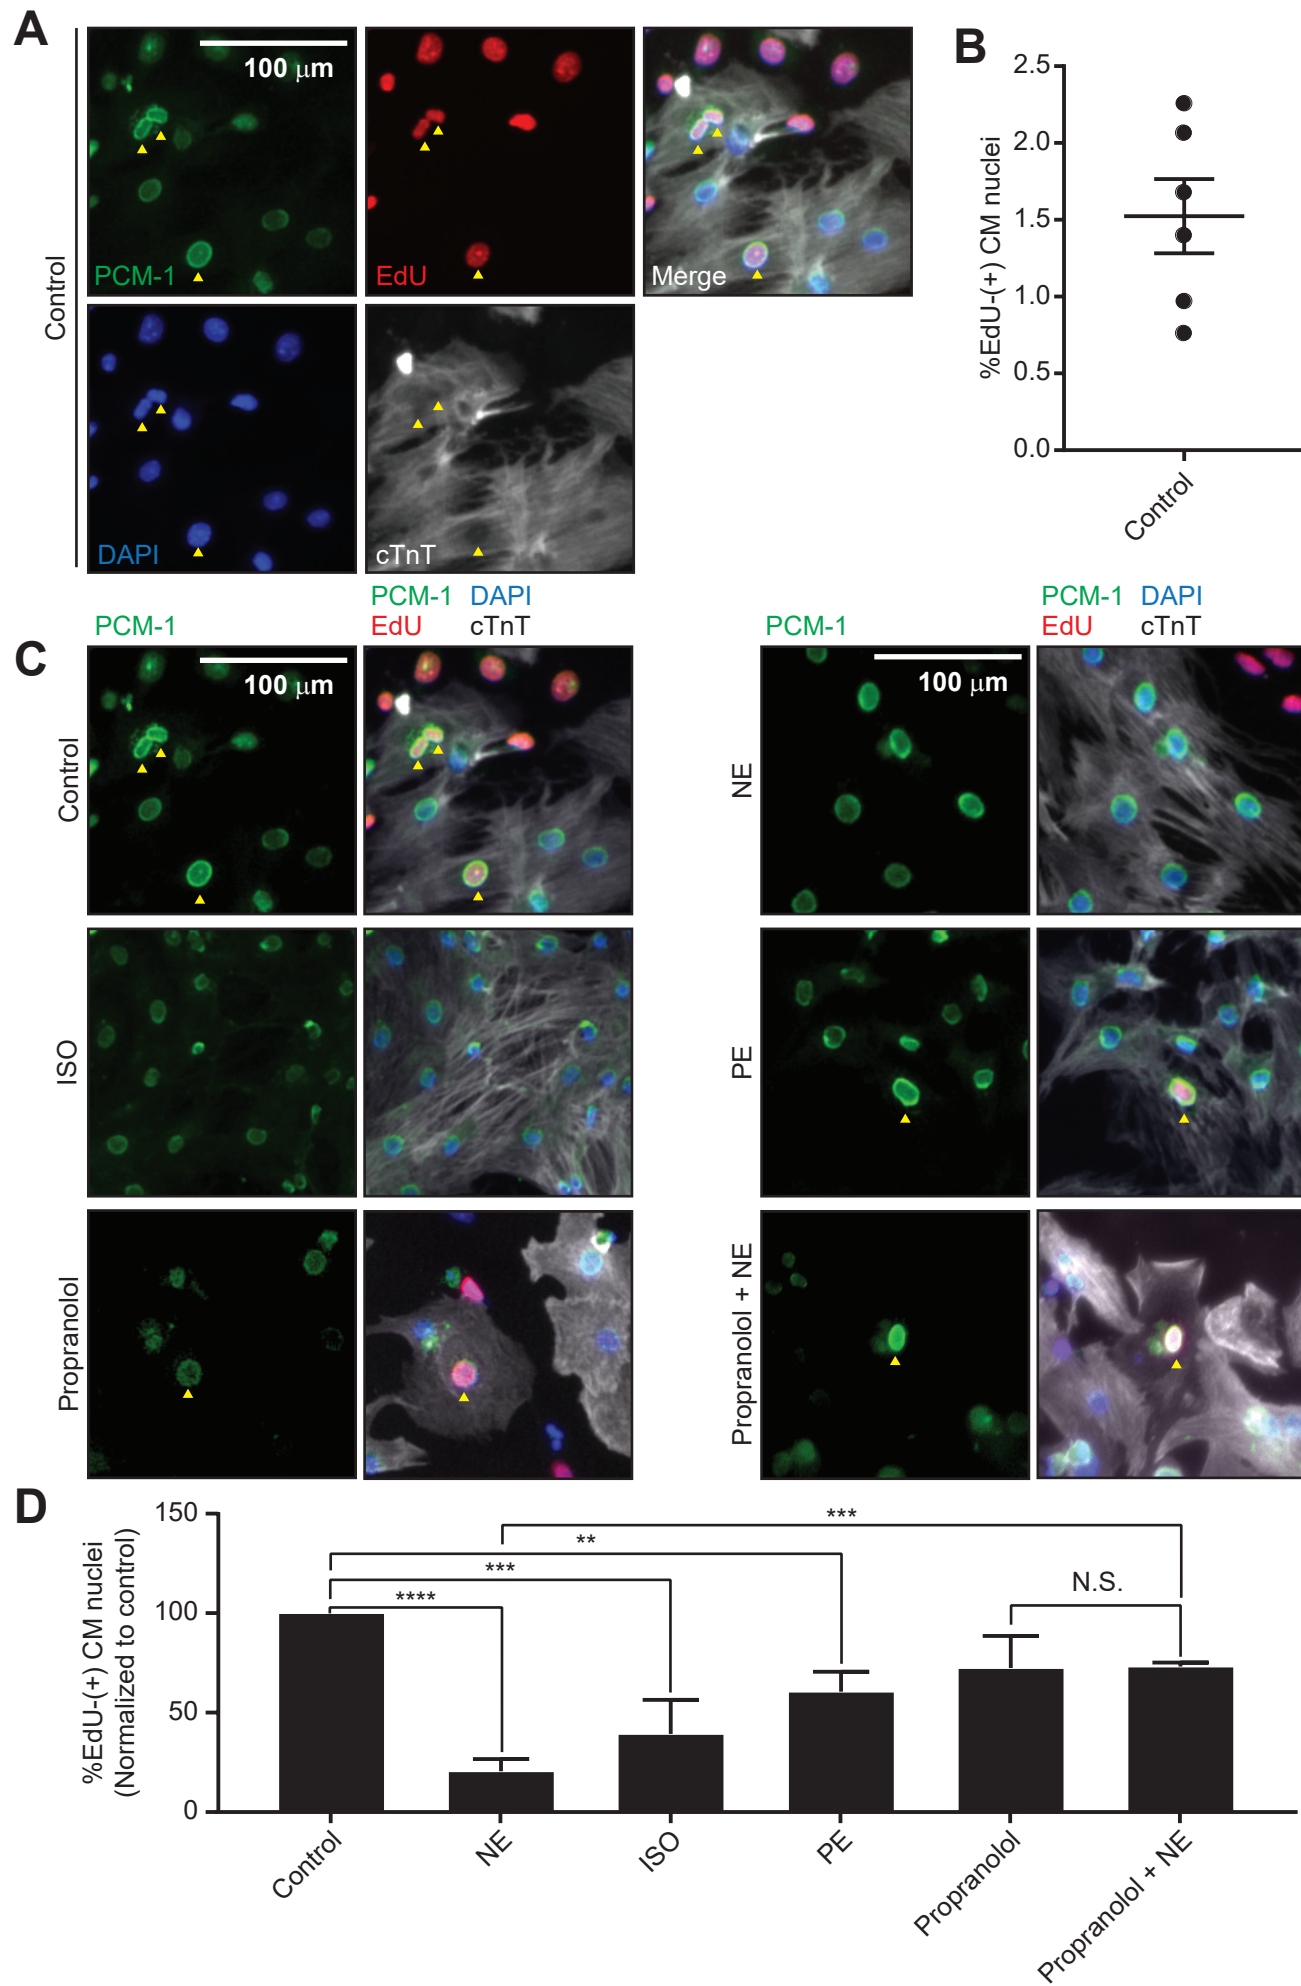 A
Control
100 μm
PCM-1
EdU
Merge
DAPI
cTnT
B
%EdU-(+) CM nuclei
2.5
2.0
1.5
1.0
0.5
0.0
Control
C
PCM-1
PCM-1 DAPI
EdU cTnT
PCM-1
PCM-1 DAPI
EdU cTnT
Control
100 μm
NE
100 μm
ISO
PE
Propranolol
Propranolol + NE
D
%EdU-(+) CM nuclei
(Normalized to control)
150
100
50
0
****
***
**
***
N.S.
Control
NE
ISO
PE
Propranolol
Propranolol + NE